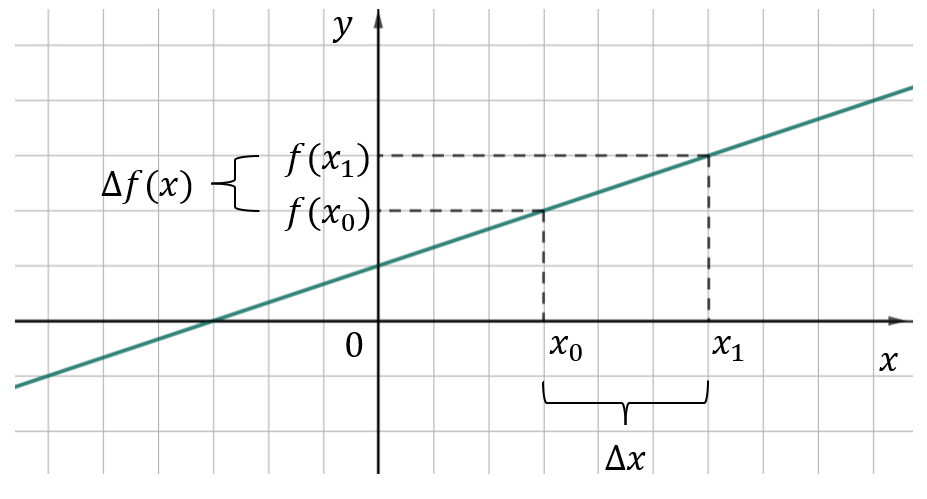 y
f(x₁)
Δf(x)
f(x₀)
0
x₀
x₁
x
Δx